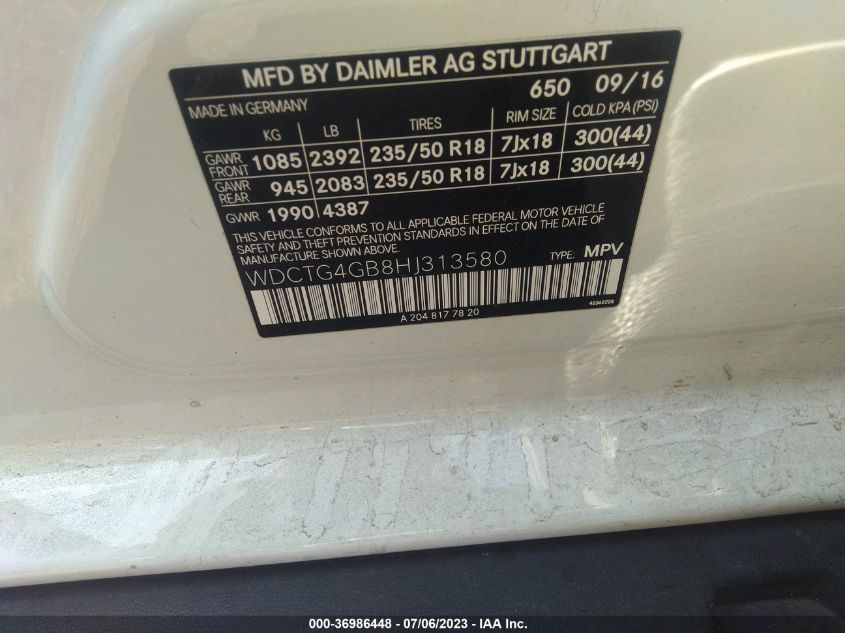 MFD BY DAIMLER AG STUTTGART
650 09/16
MADE IN GERMANY
KG LB TIRES RIM SIZE COLD KPA(PSI)
GAWR FRONT 1085 2392 235/50 R18 7Jx18 300(44)
GAWR REAR 945 2083 235/50 R18 7Jx18 300(44)
GVWR 1990 4387
THIS VEHICLE CONFORMS TO ALL APPLICABLE FEDERAL MOTOR VEHICLE
SAFETY AND THEFT PREVENTION STANDARDS IN EFFECT ON THE DATE OF
MANUFACTURE SHOWN ABOVE.
WDCTG4GB8HJ313580 TYPE: MPV
A 204 817 78 20
000-36986448 - 07/06/2023 - IAA Inc.